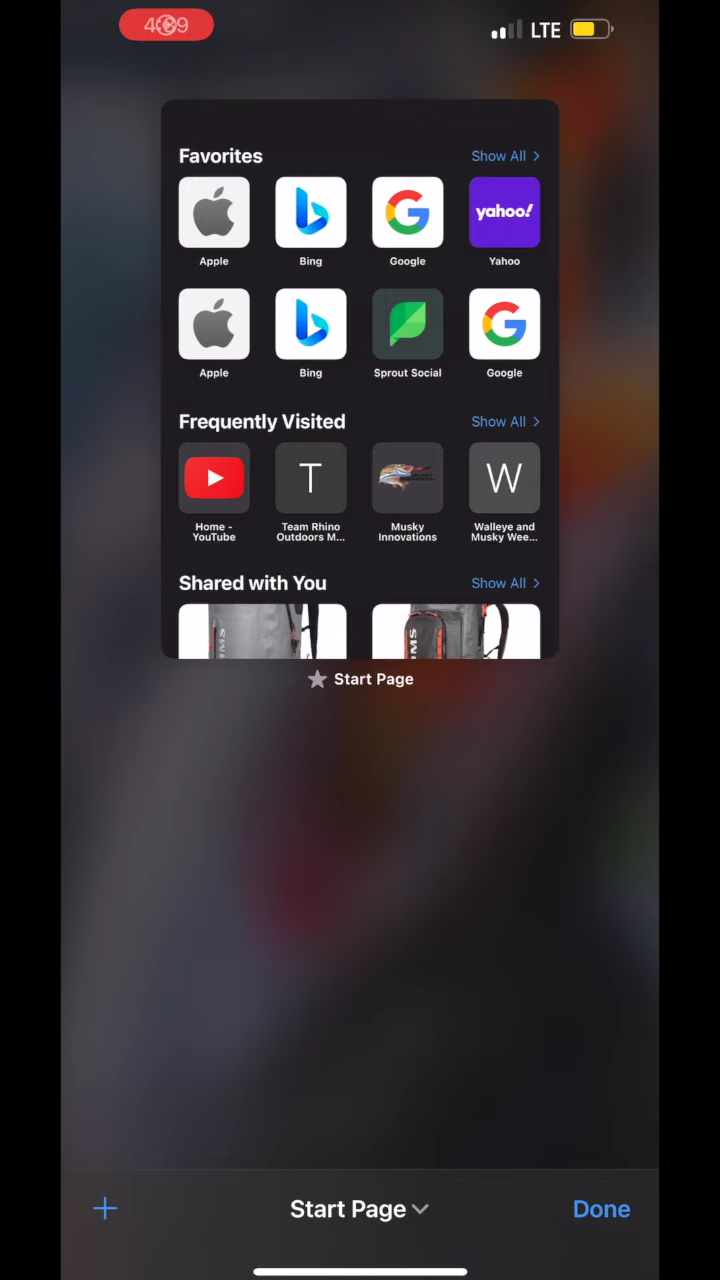 LTE
Favorites
Show All >
Apple
Bing
Google
yahoo!
Yahoo
Apple
Bing
Sprout Social
Google
Frequently Visited
Show All >
T
W
Home -
YouTube
Team Rhino
Outdoors M...
Musky
Innovations
Walleye and
Musky Wee...
Shared with You
Show All >
Start Page
Start Page
Done